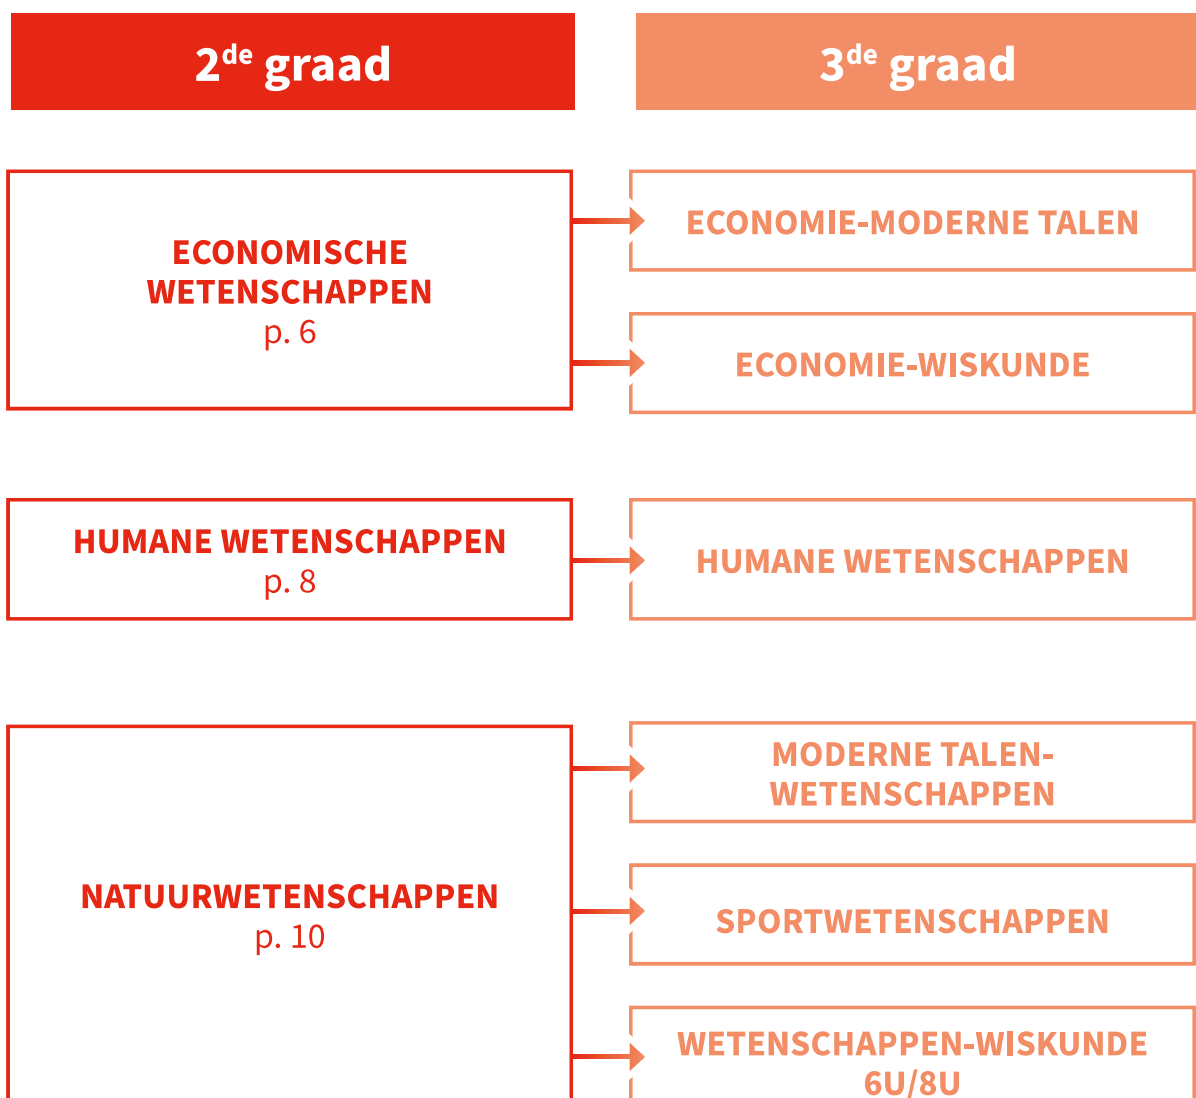 2de graad
3de graad
ECONOMISCHE
WETENSCHAPPEN
p. 6
ECONOMIE-MODERNE TALEN
ECONOMIE-WISKUNDE
HUMANE WETENSCHAPPEN
p. 8
HUMANE WETENSCHAPPEN
NATUURWETENSCHAPPEN
p. 10
MODERNE TALEN-
WETENSCHAPPEN
SPORTWETENSCHAPPEN
WETENSCHAPPEN-WISKUNDE
6U/8U